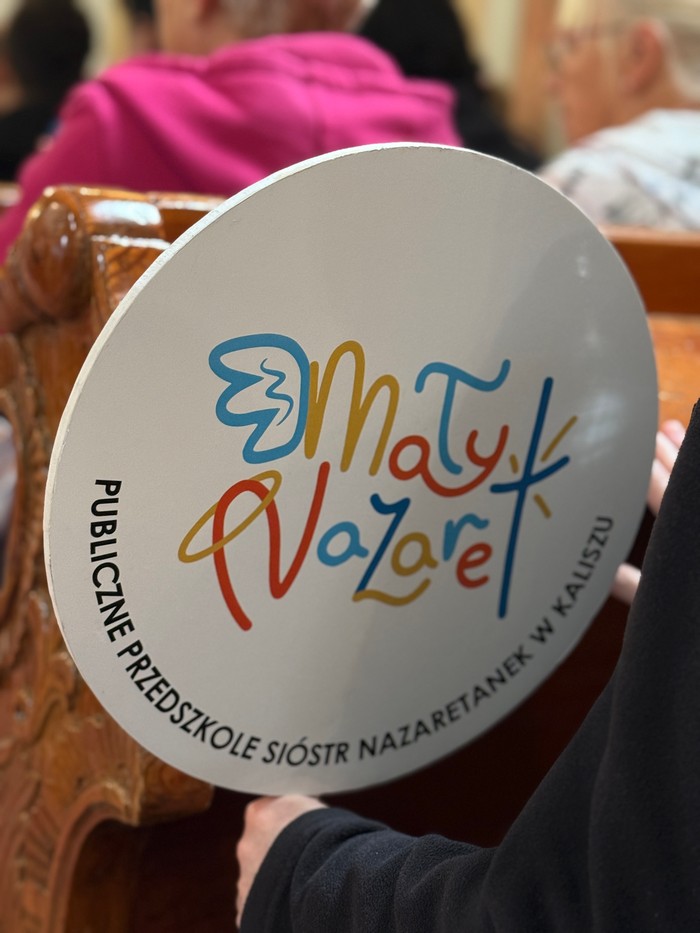 Mały
Nazaret
PUBLICZNE PRZEDSZKOLE SIÓSTR NAZARETANEK W KALISZU